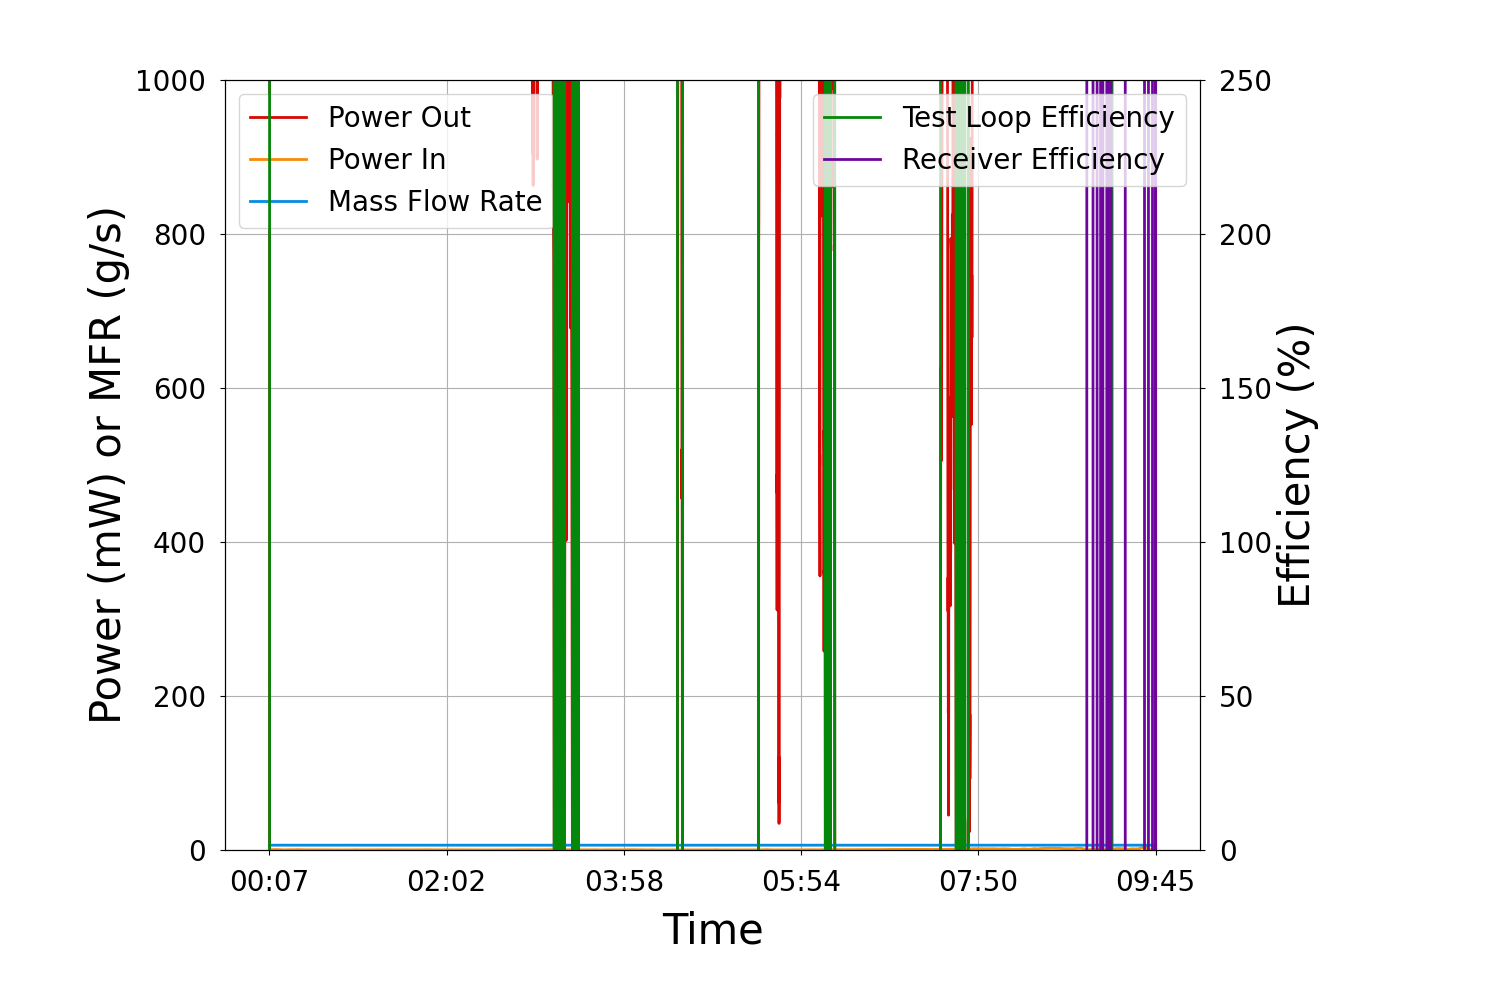 1000
800
600
400
200
0
Power (mW) or MFR (g/s)
Power Out
Power In
Mass Flow Rate
Test Loop Efficiency
Receiver Efficiency
250
200
150
100
50
0
Efficiency (%)
00:07 02:02 03:58 05:54 07:50 09:45
Time